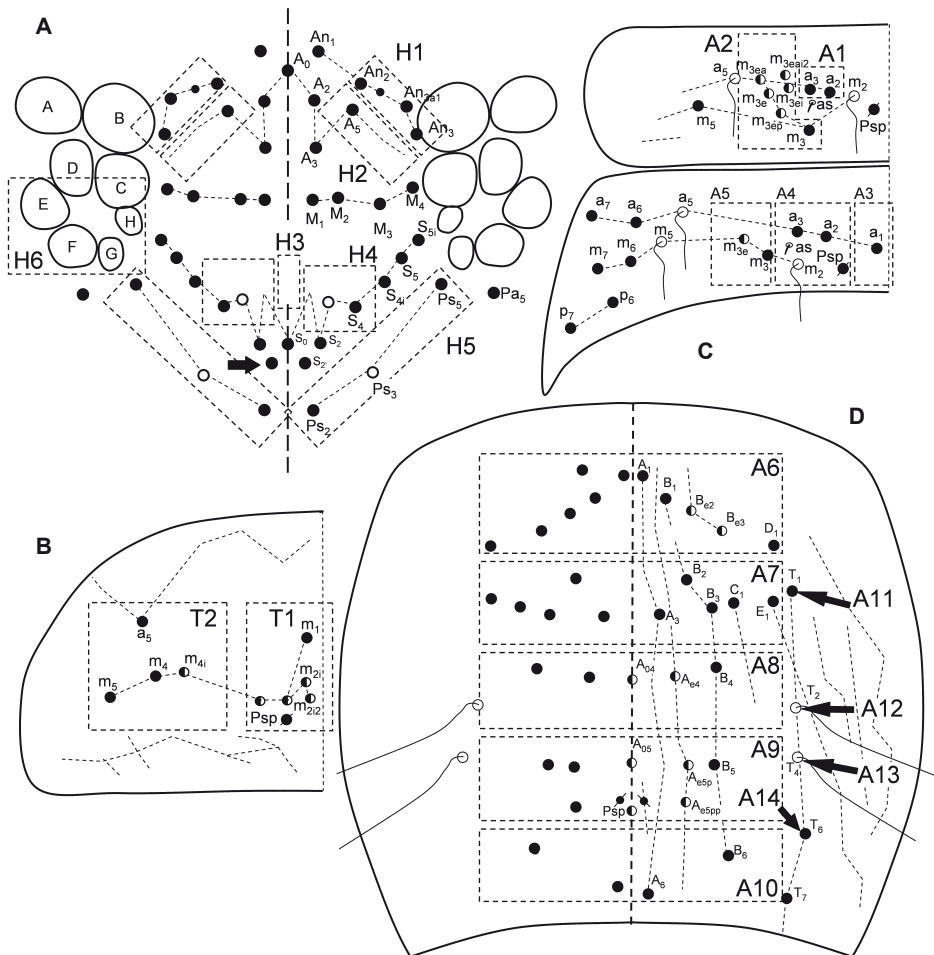 A
An₁
A₀
H1
An₂
A₂
An₃ₐ₁
A₅
An₃
A₃
A
B
D
C
E
H
F
G
H6
H2
M₁
M₂
M₃
M₄
S₅ᵢ
H3
H4
S₅
S₄ᵢ
S₄
Ps₅
Pa₅
S₀
S₂
S₂'
H5
Ps₃
Ps₂
A2
A1
a₅
m₃ₑₐ
m₃ₑₐᵢ₂
a₃
a₂
m₂
m₅
m₃ₑ
m₃ₑᵢ
as
m₃ₑₚ
m₃
Psp
A5
A4
A3
a₇
a₆
a₅
a₃
a₂
a₁
m₇
m₆
m₅
m₃ₑ
m₃
as
m₂
Psp
p₇
p₆
C
B
T2
T1
a₅
m₁
m₅
m₄
m₄ᵢ
m₂ᵢ
m₂ᵢ₂
Psp
D
A6
A₁
B₁
Bₑ₂
Bₑ₃
D₁
A7
B₂
B₃
C₁
E₁
T₁
A11
A₃
A8
A₀₄
Aₑ₄
B₄
T₂
A12
A9
A₀₅
Aₑ₅ₚ
B₅
T₄
A13
Psp
Aₑ₅ₚₚ
A14
T₆
B₆
A₆
A10
T₇